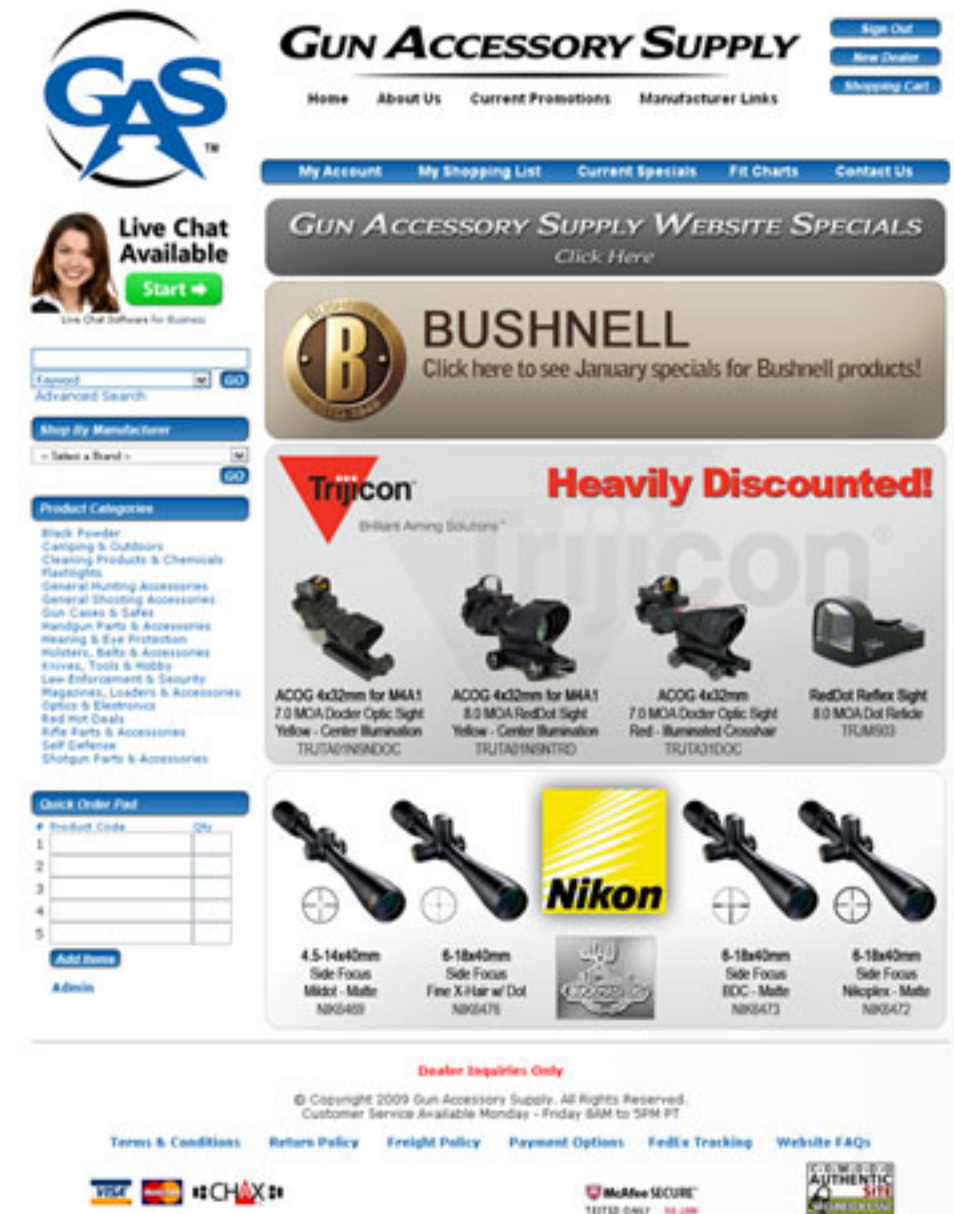 GAS
TM
GUN ACCESSORY SUPPLY
Sign Out
New Dealer
Shopping Cart
Home About Us Current Promotions Manufacturer Links
My Account My Shopping List Current Specials Fit Charts Contact Us
Live Chat
Available
Start
Live Chat Software for Business
GUN ACCESSORY SUPPLY WEBSITE SPECIALS
Click Here
B
BUSHNELL
Click here to see January specials for Bushnell products!
Keyword GO
Advanced Search
Shop By Manufacturer
- Select a Brand -
GO
Product Categories
Black Powder
Camping & Outdoors
Cleaning Products & Chemicals
Flashlights
General Hunting Accessories
General Shooting Accessories
Gun Cases & Safes
Handgun Parts & Accessories
Hearing & Eye Protection
Holsters, Belts & Accessories
Knives, Tools & Hobby
Law Enforcement & Security
Magazines, Loaders & Accessories
Optics & Electronics
Red Hot Deals
Rifle Parts & Accessories
Self Defense
Shotgun Parts & Accessories
Quick Order Pad
# Product Code Qty
1
2
3
4
5
Add Items
Admin
Trijicon
Brilliant Aiming Solutions™
Heavily Discounted!
Trijicon®
ACOG 4x32mm for M4A1
7.0 MOA Docter Optic Sight
Yellow - Center Illumination
TRJTA01NSNDOC
ACOG 4x32mm for M4A1
8.0 MOA RedDot Sight
Yellow - Center Illumination
TRJTA01NSNTRD
ACOG 4x32mm
7.0 MOA Docter Optic Sight
Red - Illuminated Crosshair
TRJTA31DOC
RedDot Reflex Sight
8.0 MOA Dot Reticle
TRJMS03
Nikon
4.5-14x40mm
Side Focus
Mildot - Matte
NIK8469
6-18x40mm
Side Focus
Fine X-Hair w/ Dot
NIK8476
6-18x40mm
Side Focus
BDC - Matte
NIK8473
6-18x40mm
Side Focus
Nikoplex - Matte
NIK8472
Dealer Inquiries Only
© Copyright 2009 Gun Accessory Supply. All Rights Reserved.
Customer Service Available Monday - Friday 8AM to 5PM PT
Terms & Conditions Return Policy Freight Policy Payment Options FedEx Tracking Website FAQs
VISA MasterCard CHAX
McAfee SECURE™
TESTED DAILY
COMODO
AUTHENTIC
SITE